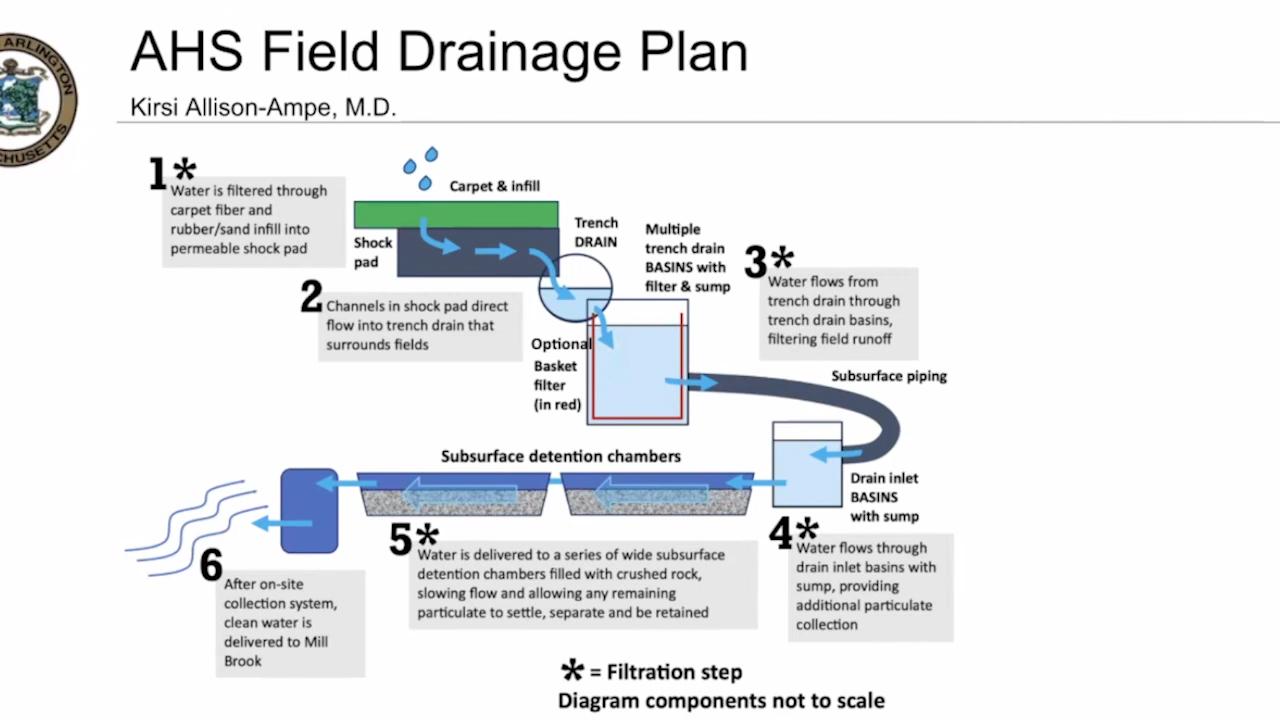 ARLINGTON
CHUSETTS
AHS Field Drainage Plan
Kirsi Allison-Ampe, M.D.
1*
Water is filtered through
carpet fiber and
rubber/sand infill into
permeable shock pad
Carpet & infill
Shock
pad
Trench
DRAIN
Multiple
trench drain
BASINS with
filter & sump
2
Channels in shock pad direct
flow into trench drain that
surrounds fields
3*
Water flows from
trench drain through
trench drain basins,
filtering field runoff
Optional
Basket
filter
(in red)
Subsurface piping
Subsurface detention chambers
Drain inlet
BASINS
with sump
4*
Water flows through
drain inlet basins with
sump, providing
additional particulate
collection
5*
Water is delivered to a series of wide subsurface
detention chambers filled with crushed rock,
slowing flow and allowing any remaining
particulate to settle, separate and be retained
6
After on-site
collection system,
clean water is
delivered to Mill
Brook
* = Filtration step
Diagram components not to scale